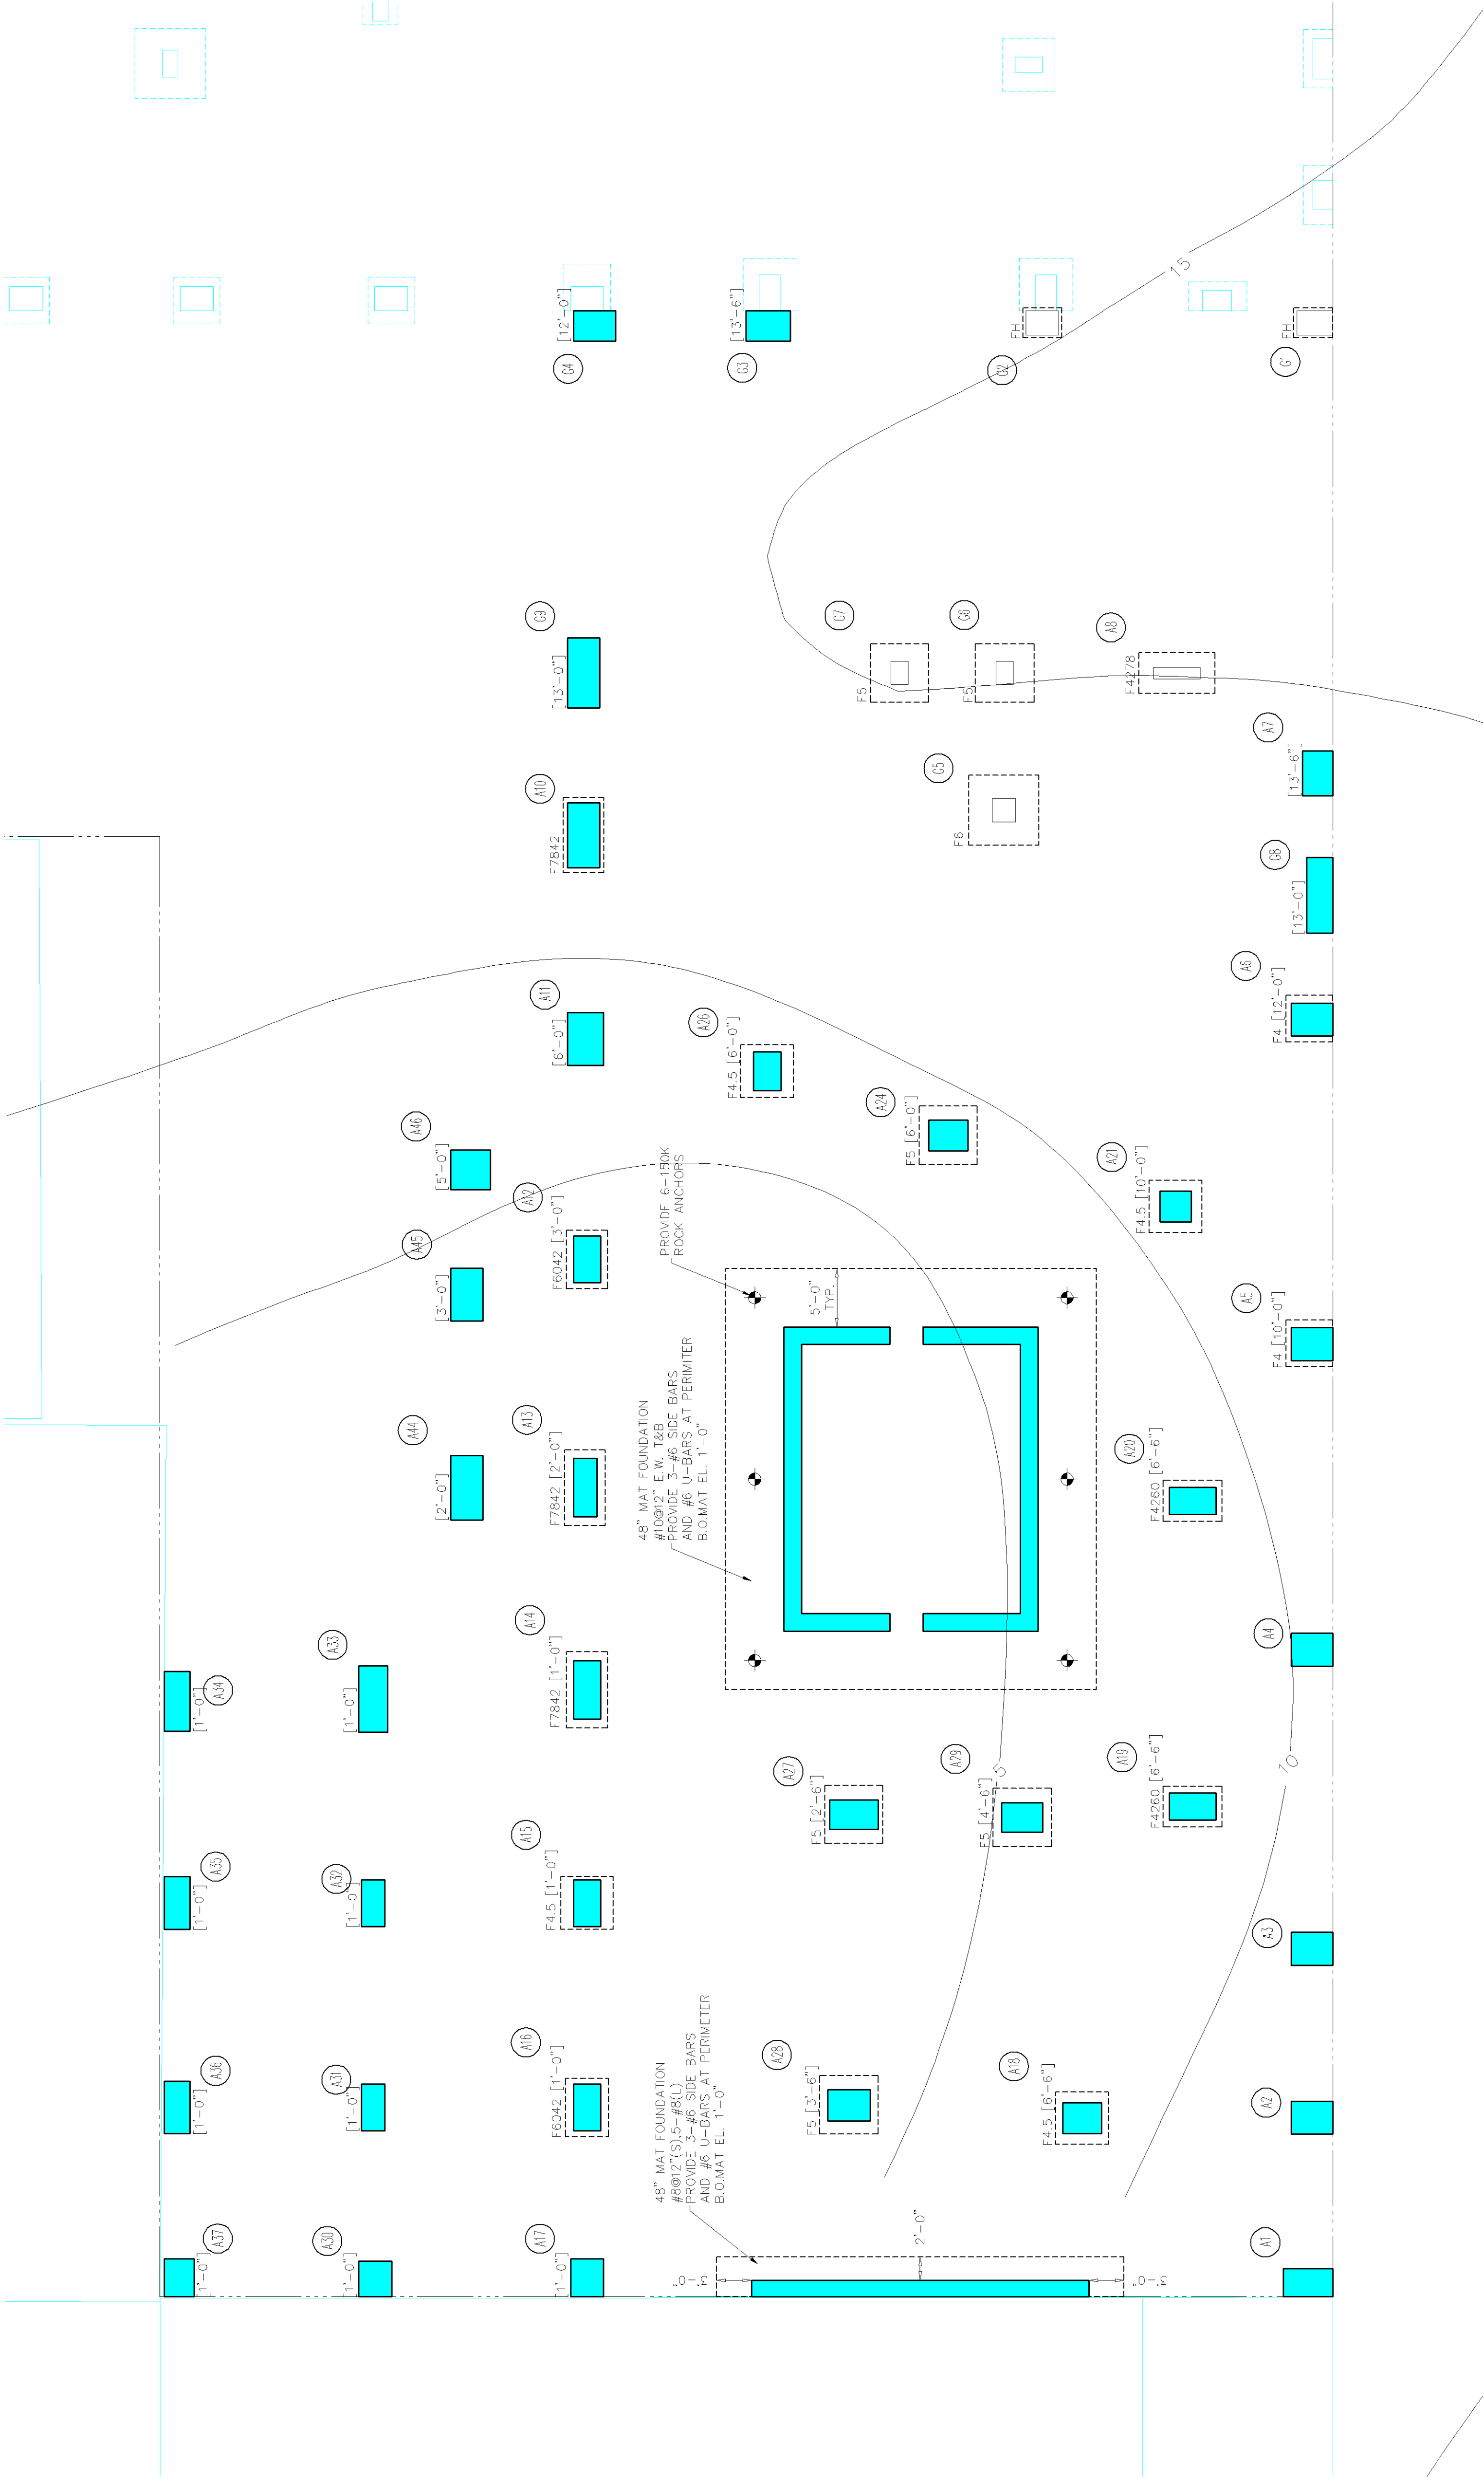 A37
[1'-0"]
A36
[1'-0"]
A35
[1'-0"]
A34
[1'-0"]
A30
[1'-0"]
A31
[1'-0"]
A32
[1'-0"]
A33
[1'-0"]
A44
[2'-0"]
A45
[3'-0"]
A46
[5'-0"]
A17
[1'-0"]
A16
F6042 [1'-0"]
A15
F4.5 [1'-0"]
A14
F7842 [1'-0"]
A13
F7842 [2'-0"]
A12
F6042 [3'-0"]
A11
[6'-0"]
A10
F7842
G9
[13'-0"]
G4
[12'-0"]
48" MAT FOUNDATION
#8@12"(S),5-#8(L)
PROVIDE 3-#6 SIDE BARS
AND #6 U-BARS AT PERIMETER
B.O.MAT EL. 1'-0"
48" MAT FOUNDATION
#10@12" E.W. T&B
PROVIDE 3-#6 SIDE BARS
AND #6 U-BARS AT PERIMITER
B.O.MAT EL. 1'-0"
PROVIDE 6-150K
ROCK ANCHORS
5'-0"
TYP.
3'-0"
2'-0"
3'-0"
A28
F5 [3'-6"]
A27
F5 [2'-6"]
A26
F4.5 [6'-0"]
G3
[13'-6"]
A24
F5 [6'-0"]
G7
F5
A29
F5 [4'-6"]
5
G5
F6
G6
F5
G2
FH
A18
F4.5 [6'-6"]
A19
F4260 [6'-6"]
A20
F4260 [6'-6"]
A21
F4.5 [10'-0"]
A8
F4278
15
A1
A2
A3
10
A4
A5
F4 [10'-0"]
A6
F4 [12'-0"]
G8
[13'-0"]
A7
[13'-6"]
G1
FH